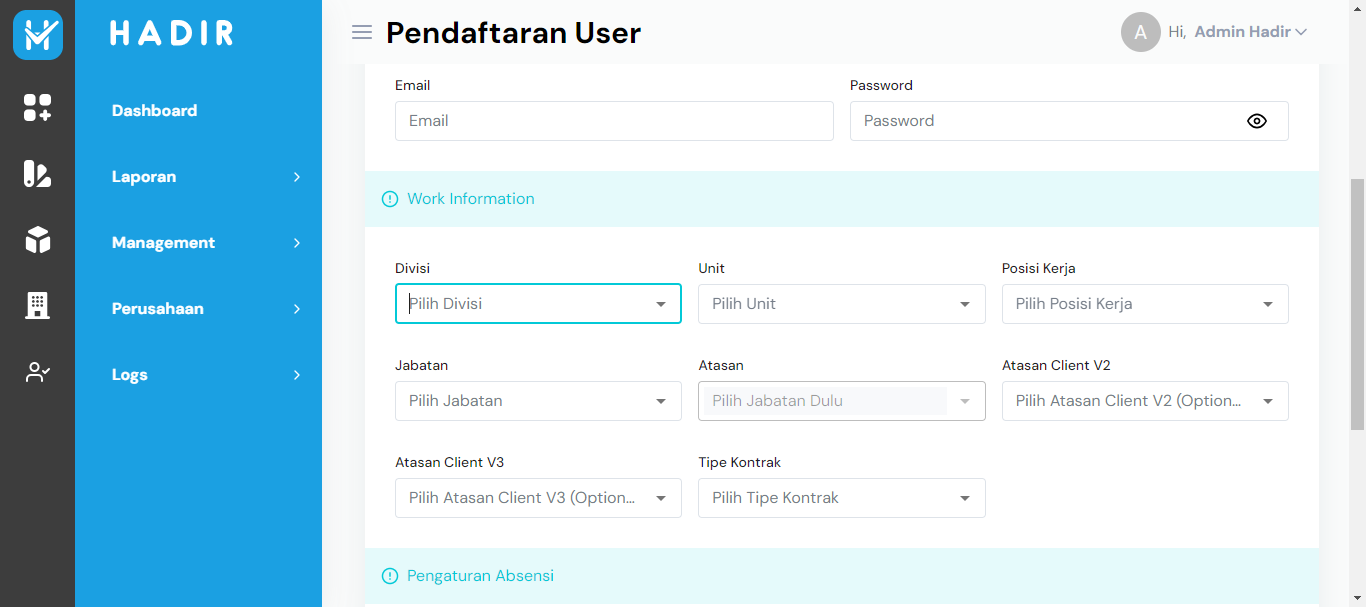 HADIR
Pendaftaran User
A
Hi, Admin Hadir
Dashboard
Laporan
Management
Perusahaan
Logs
Email
Password
Email
Password
Work Information
Divisi
Unit
Posisi Kerja
Pilih Divisi
Pilih Unit
Pilih Posisi Kerja
Jabatan
Atasan
Atasan Client V2
Pilih Jabatan
Pilih Jabatan Dulu
Pilih Atasan Client V2 (Option...
Atasan Client V3
Tipe Kontrak
Pilih Atasan Client V3 (Option...
Pilih Tipe Kontrak
Pengaturan Absensi